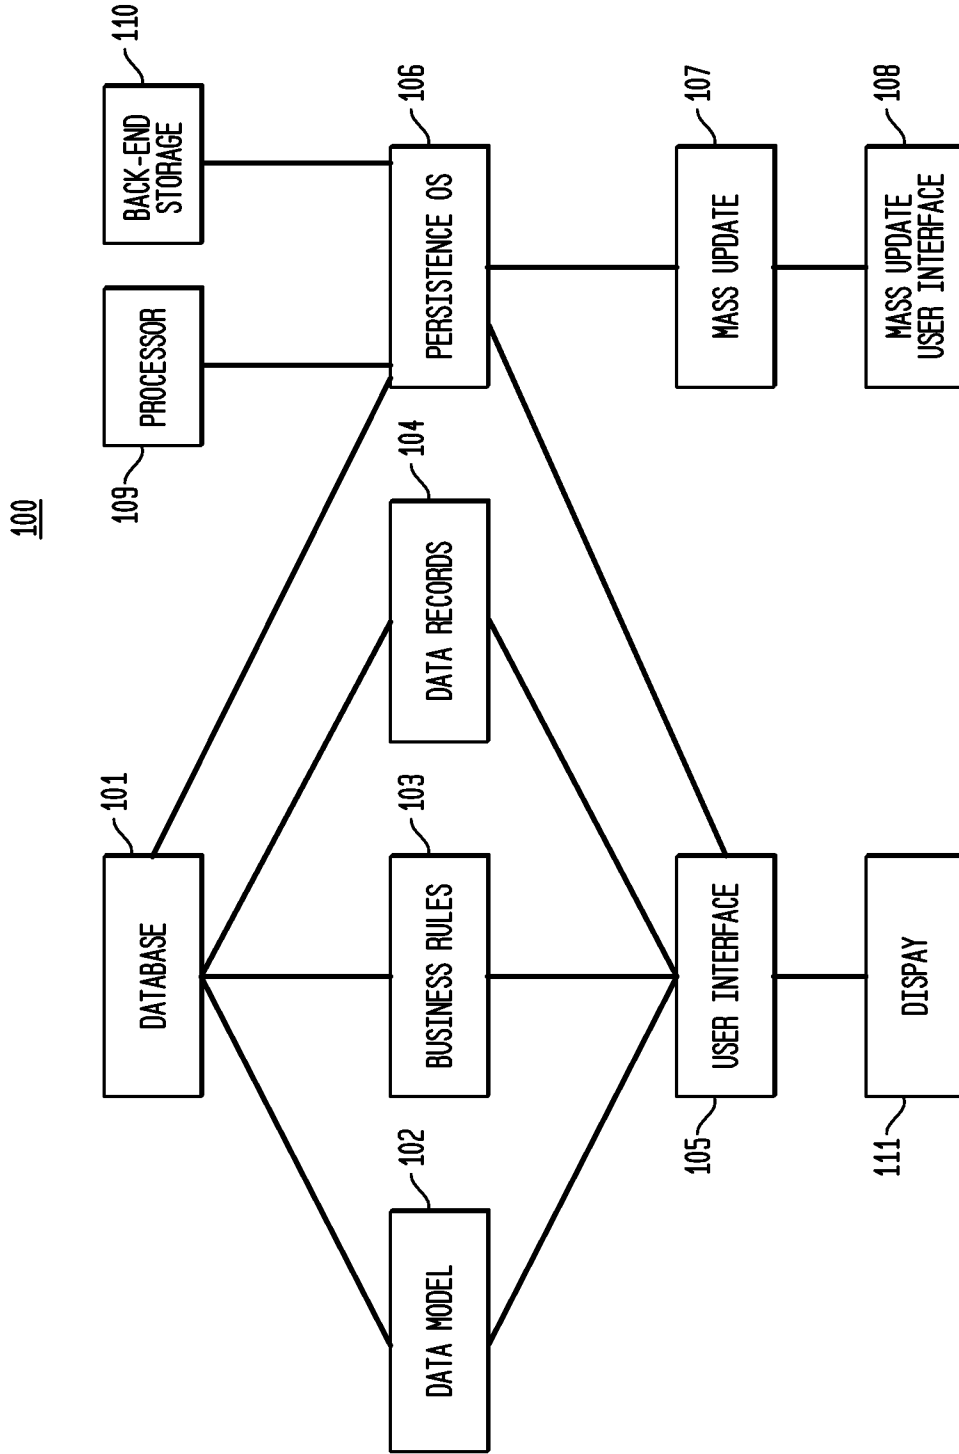 100
DATABASE
101
PROCESSOR
109
BACK-END
STORAGE
110
DATA MODEL
102
BUSINESS RULES
103
DATA RECORDS
104
PERSISTENCE OS
106
USER INTERFACE
105
MASS UPDATE
107
DISPAY
111
MASS UPDATE
USER INTERFACE
108